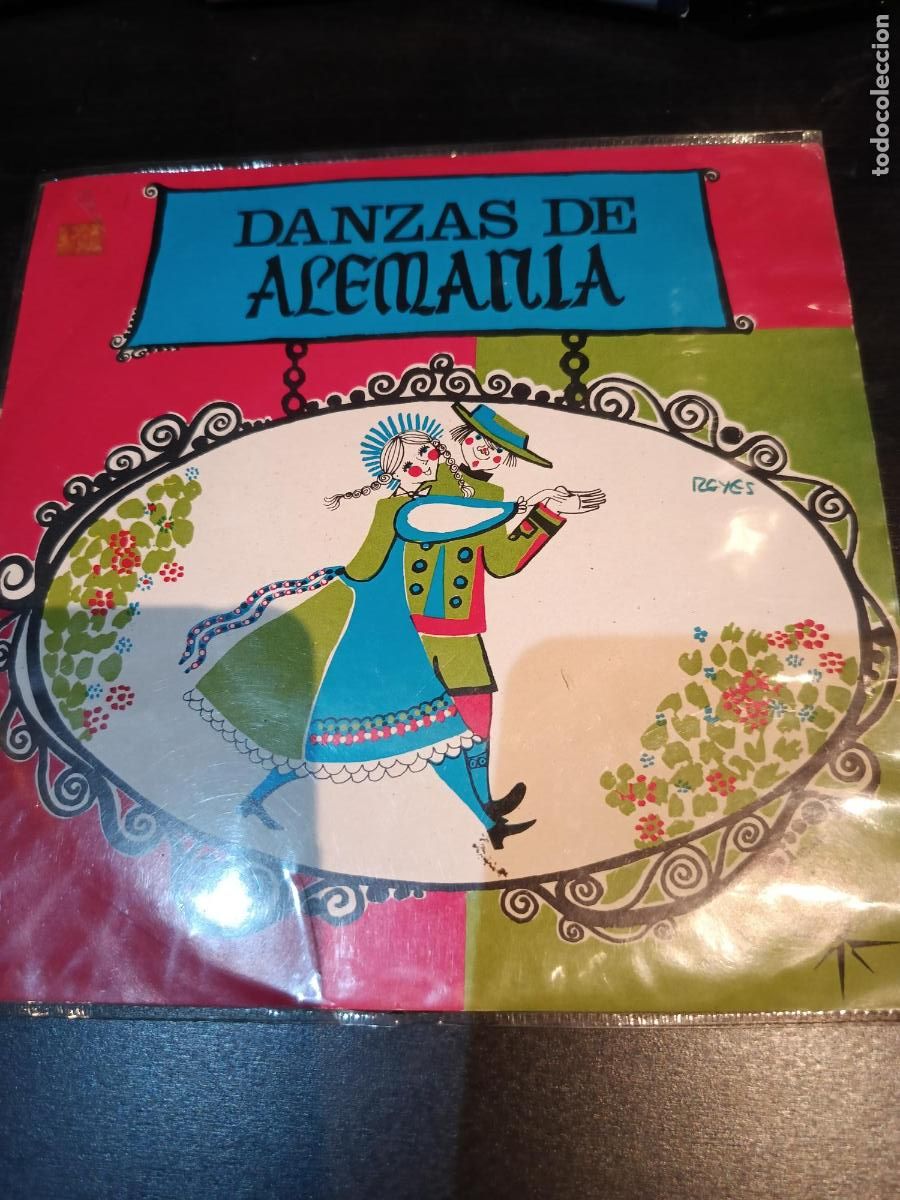 todocoleccion
DANZAS DE
ALEMANIA
REYES